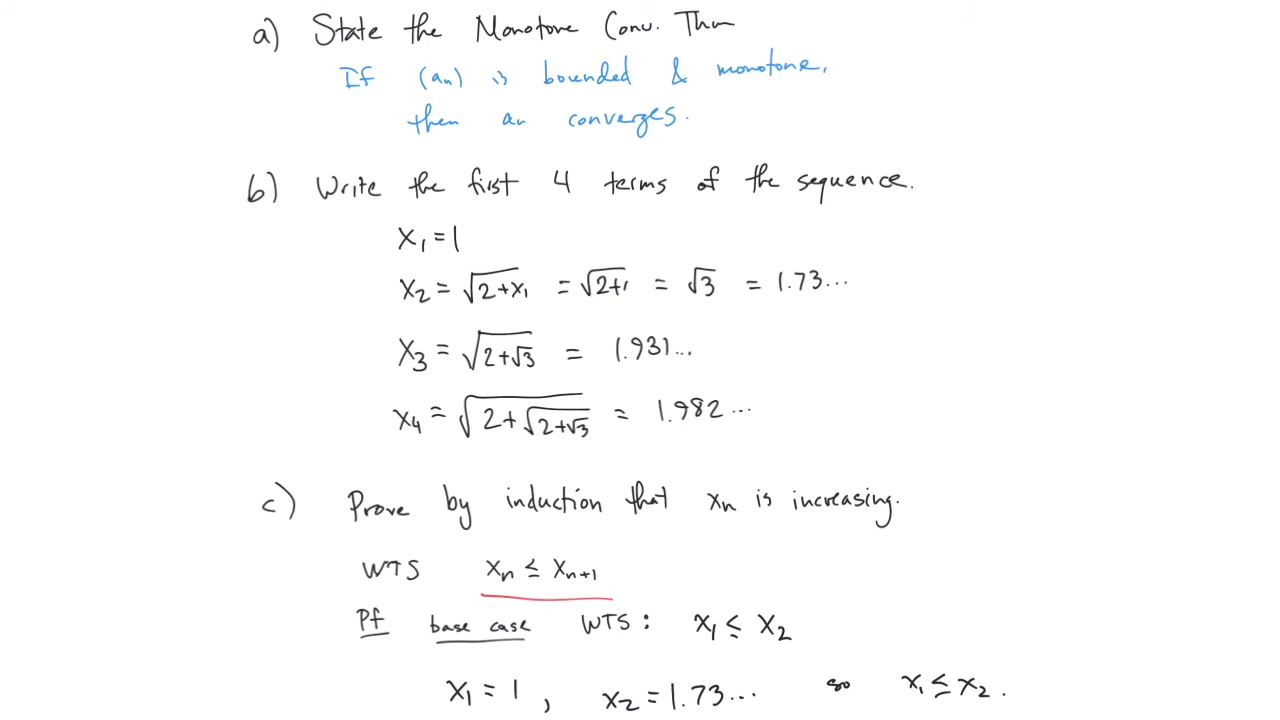 a) State the Monotone Conv. Thm
If (an) is bounded & monotone,
then an converges.
b) Write the first 4 terms of the sequence.
x₁ = 1
x₂ = √(2+x₁) = √(2+1) = √3 = 1.73...
x₃ = √(2+√3) = 1.931...
x₄ = √(2+√(2+√3)) = 1.982...
c) Prove by induction that xn is increasing.
WTS xₙ ≤ xₙ₊₁
Pf base case WTS: x₁ ≤ x₂
x₁ = 1, x₂ = 1.73... so x₁ ≤ x₂.